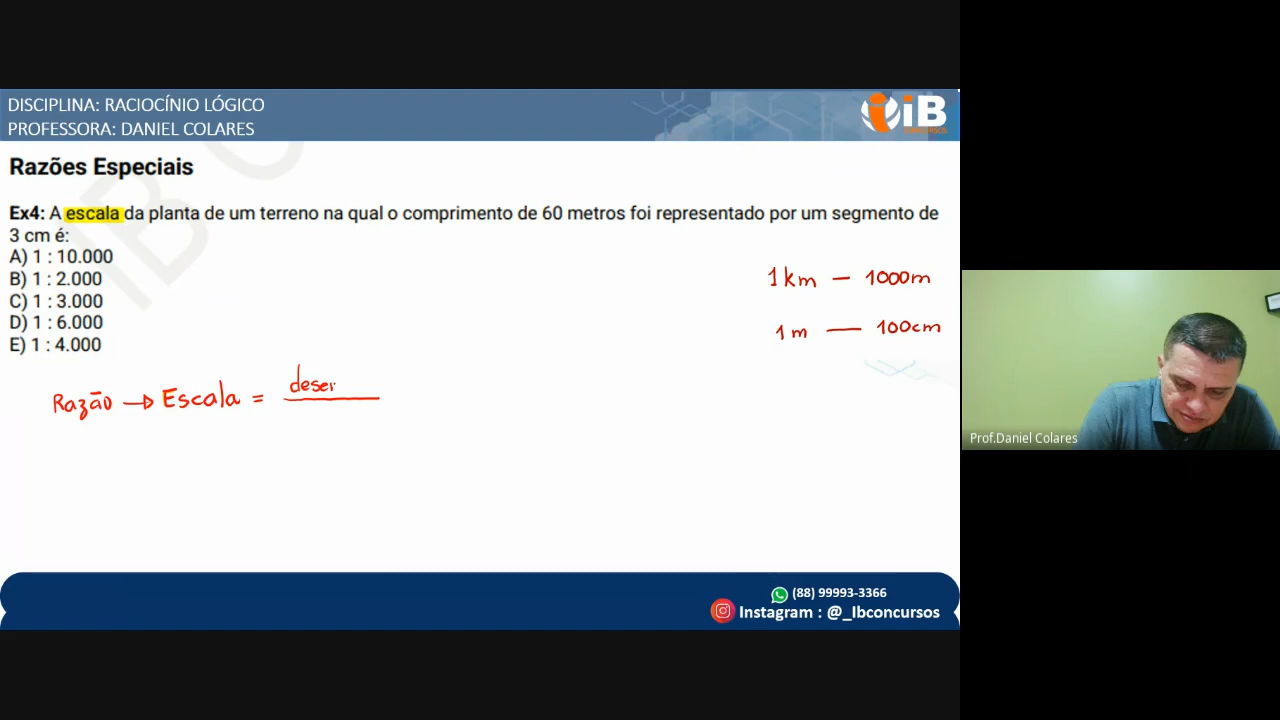 DISCIPLINA: RACIOCÍNIO LÓGICO
PROFESSORA: DANIEL COLARES
iB
CONCURSOS
Razões Especiais
Ex4: A escala da planta de um terreno na qual o comprimento de 60 metros foi representado por um segmento de
3 cm é:
A) 1 : 10.000
B) 1 : 2.000
C) 1 : 3.000
D) 1 : 6.000
E) 1 : 4.000
1km — 1000m
1m — 100cm
Razão → Escala = desen
IB C
Prof.Daniel Colares
(88) 99993-3366
Instagram : @_Ibconcursos